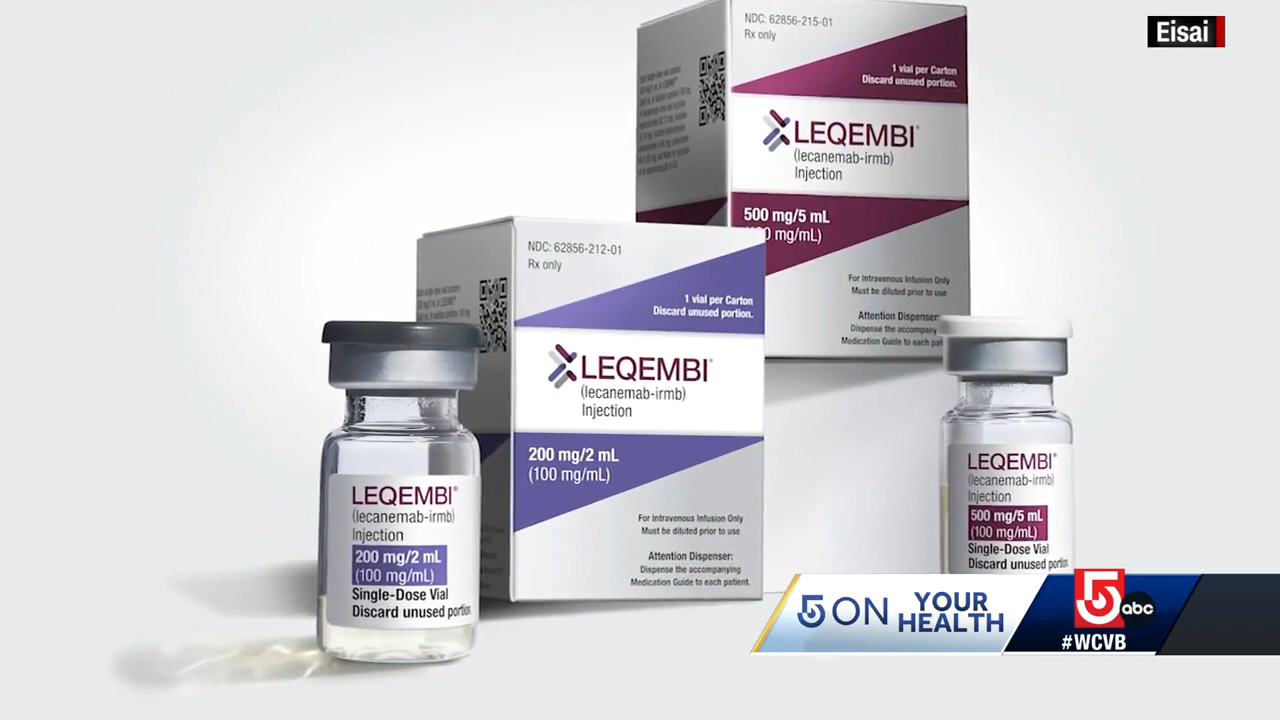 Eisai
NDC: 62856-215-01
Rx only
1 vial per Carton
Discard unused portion.
LEQEMBI®
(lecanemab-irmb)
Injection
500 mg/5 mL
mg/mL)
For Intravenous Infusion Only
Must be diluted prior to use
Attention Dispenser:
Dispense the accompany
Medication Guide to each
NDC: 62856-212-01
Rx only
1 vial per Carton
Discard unused portion.
LEQEMBI®
(lecanemab-irmb)
Injection
200 mg/2 mL
(100 mg/mL)
For Intravenous Infusion Only
Must be diluted prior to use
Attention Dispenser:
Dispense the accompanying
Medication Guide to each patient.
LEQEMBI®
(lecanemab-irmb)
Injection
200 mg/2 mL
(100 mg/mL)
Single-Dose Vial
Discard unused portion
LEQEMBI®
(lecanemab-irmb)
Injection
500 mg/5 mL
(100 mg/mL)
Single-Dose Vial
Discard unused portion
5 ON YOUR
HEALTH
5 abc
#WCVB